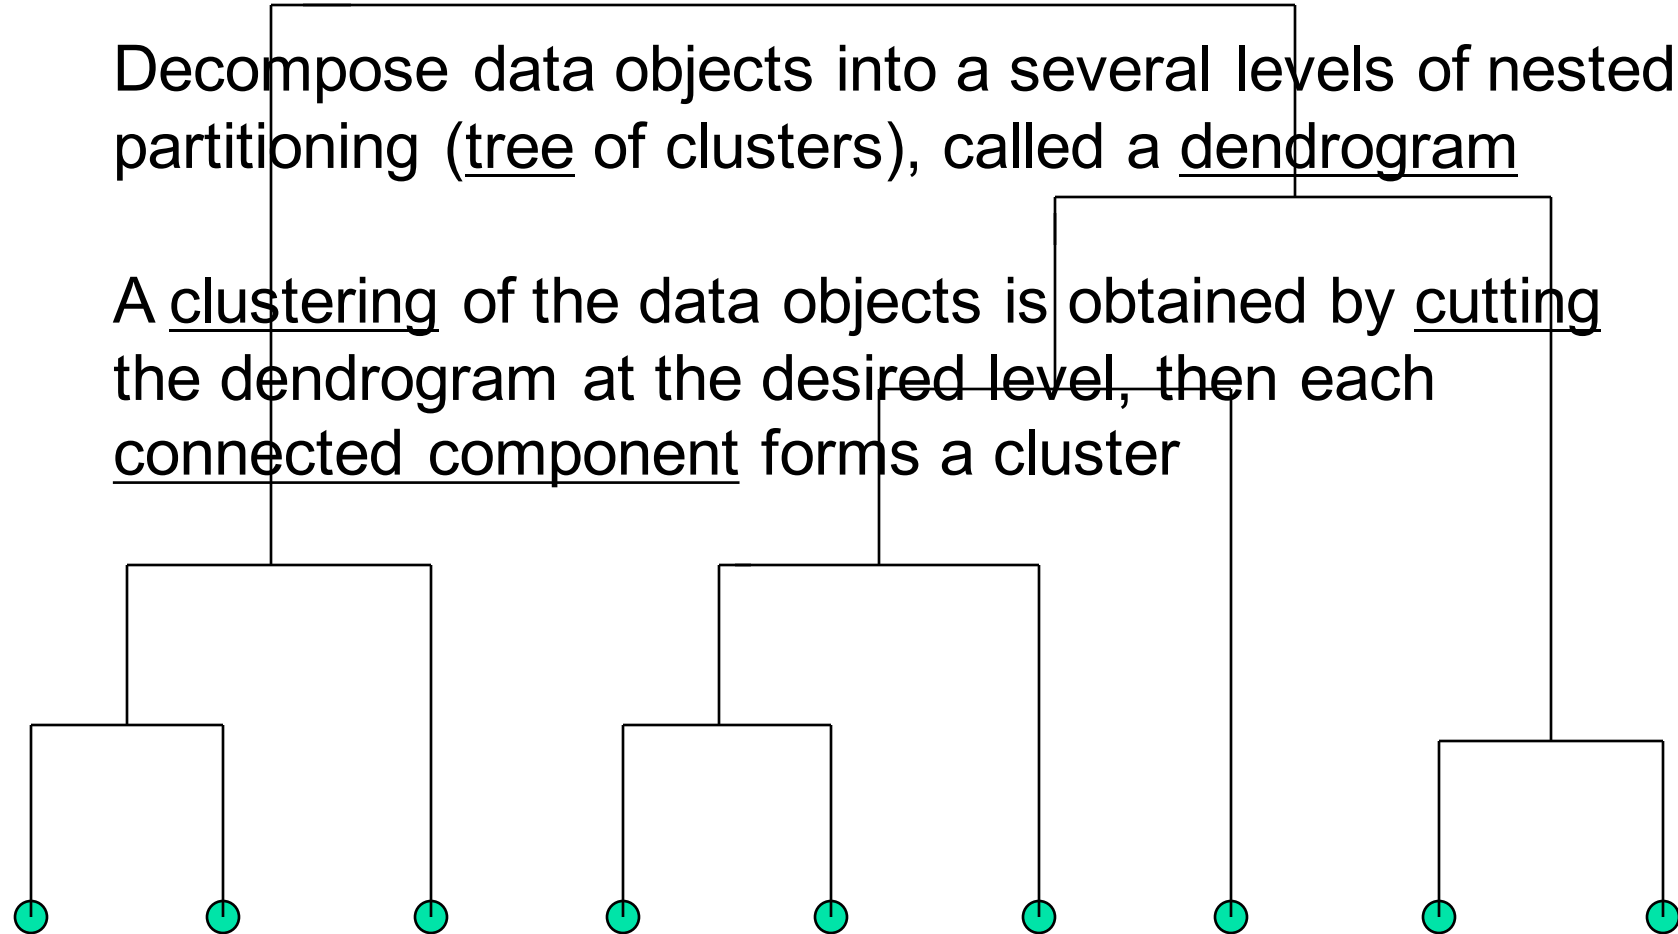 Decompose data objects into a several levels of nested
partitioning (tree of clusters), called a dendrogram
A clustering of the data objects is obtained by cutting
the dendrogram at the desired level, then each
connected component forms a cluster